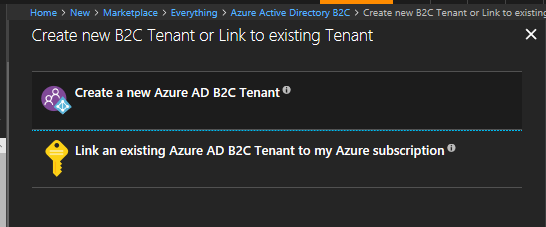 Home > New > Marketplace > Everything > Azure Active Directory B2C > Create new B2C Tenant or Link to existing
Create new B2C Tenant or Link to existing Tenant
Create a new Azure AD B2C Tenant
Link an existing Azure AD B2C Tenant to my Azure subscription